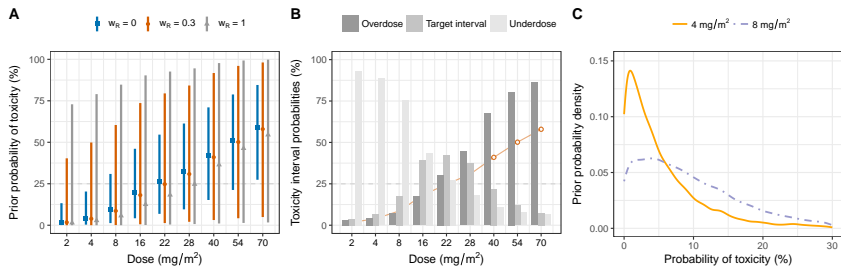 A
w_R = 0 w_R = 0.3 w_R = 1
Prior probability of toxicity (%)
100
75
50
25
0
2 4 8 16 22 28 40 54 70
Dose (mg/m²)
B
Overdose Target interval Underdose
Toxicity interval probabilities (%)
100
75
50
25
0
2 4 8 16 22 28 40 54 70
Dose (mg/m²)
C
4 mg/m² 8 mg/m²
Prior probability density
0.15
0.10
0.05
0.00
0 10 20 30
Probability of toxicity (%)